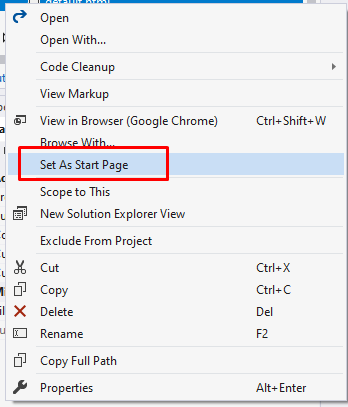 default.html
Open
Open With...
Code Cleanup
View Markup
View in Browser (Google Chrome) Ctrl+Shift+W
Browse With...
Set As Start Page
Scope to This
New Solution Explorer View
Exclude From Project
Cut Ctrl+X
Copy Ctrl+C
Delete Del
Rename F2
Copy Full Path
Properties Alt+Enter